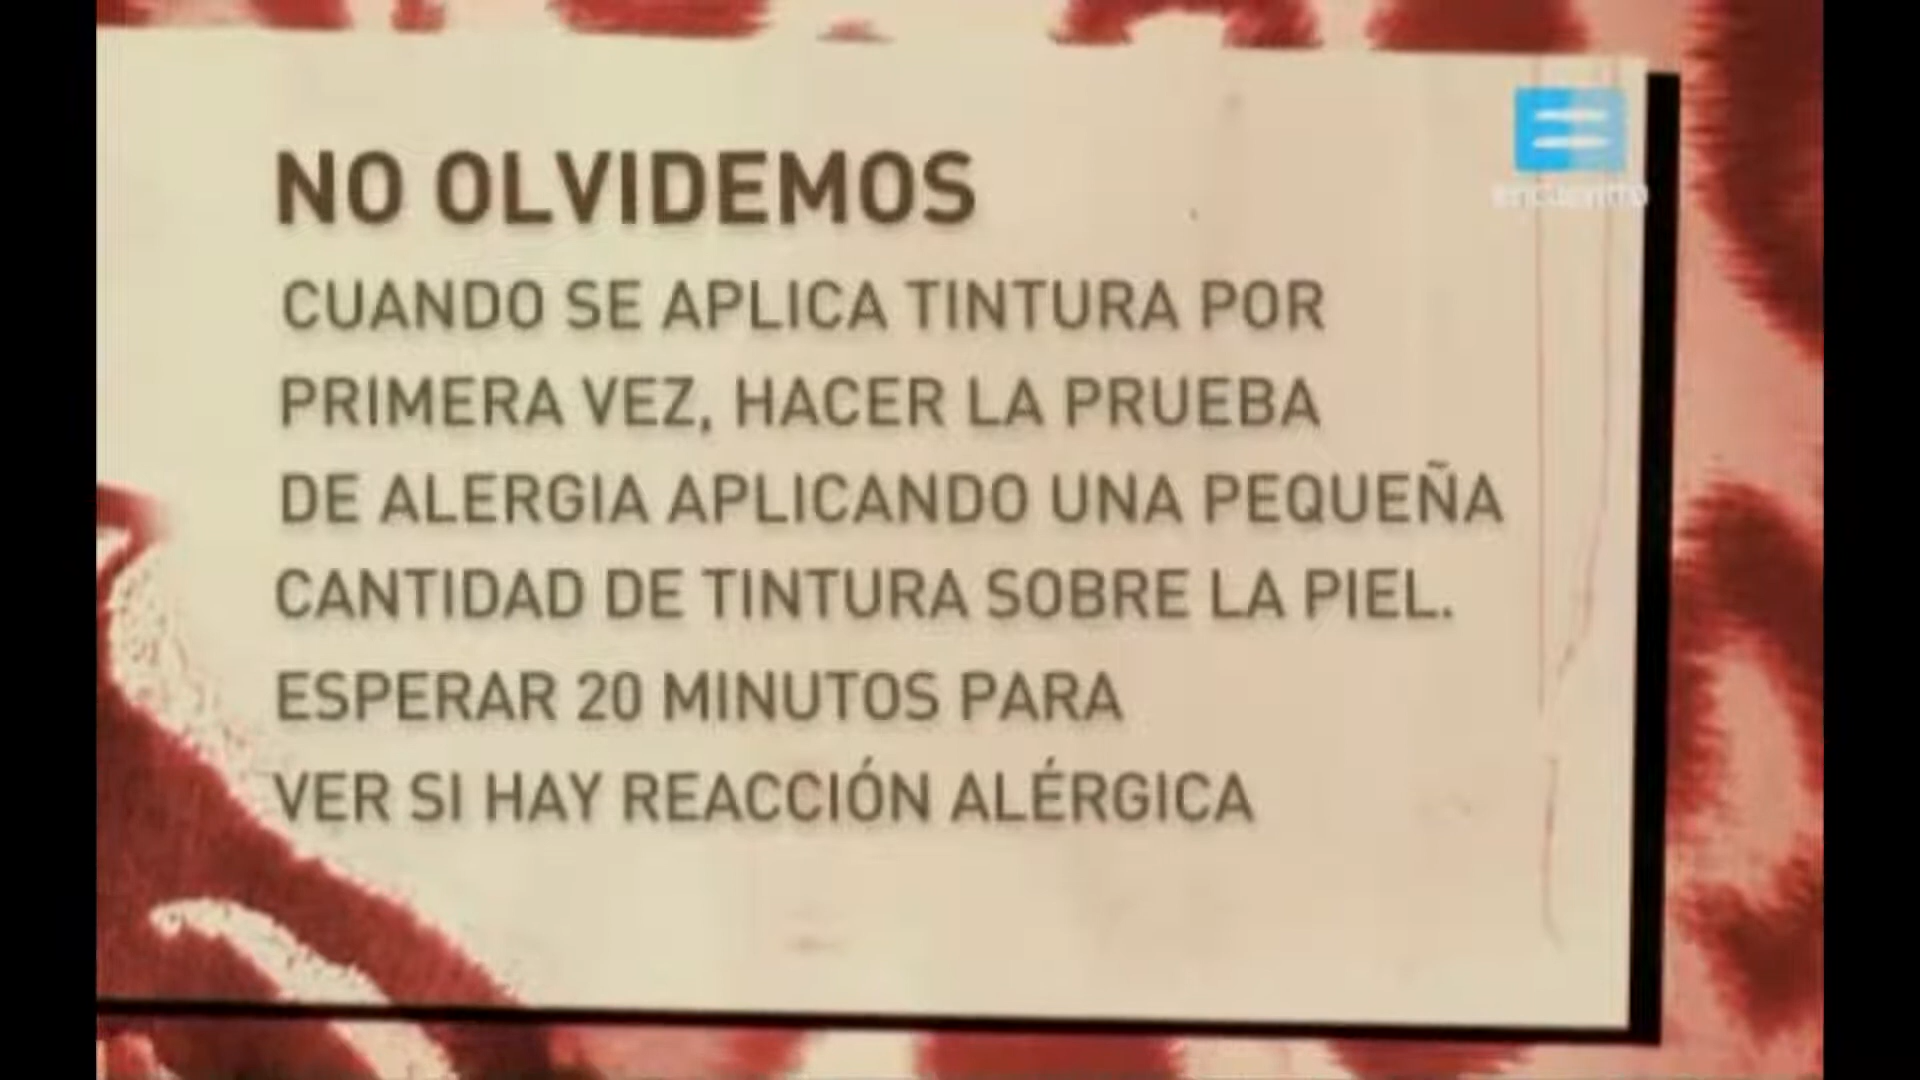 NO OLVIDEMOS
CUANDO SE APLICA TINTURA POR
PRIMERA VEZ, HACER LA PRUEBA
DE ALERGIA APLICANDO UNA PEQUEÑA
CANTIDAD DE TINTURA SOBRE LA PIEL.
ESPERAR 20 MINUTOS PARA
VER SI HAY REACCIÓN ALÉRGICA
encuentro